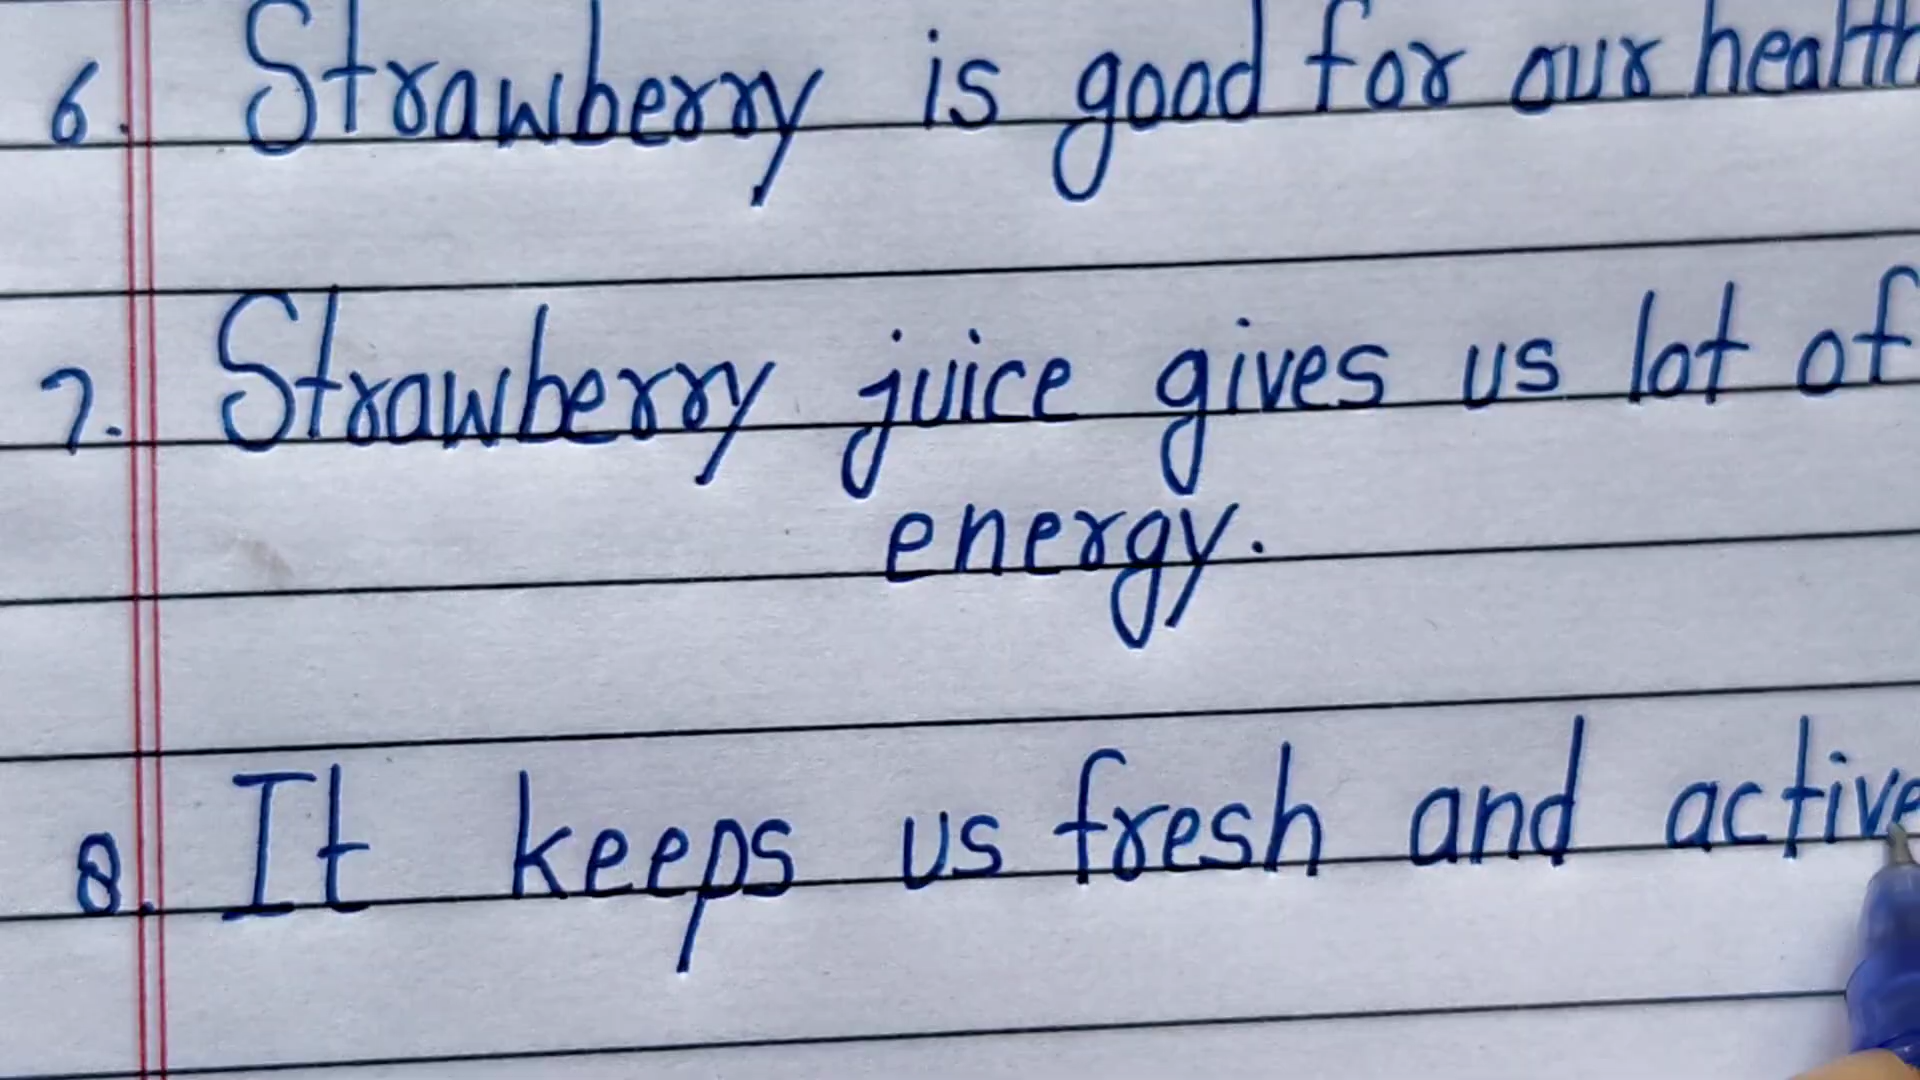 6. Strawberry is good for our health
7. Strawberry juice gives us lot of
energy.
8. It keeps us fresh and active